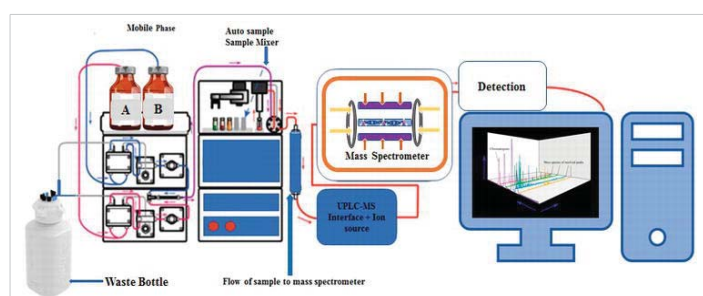 Mobile Phase
Auto sample
Sample Mixer
A
B
Detection
Mass Spectrometer
UPLC-MS
Interface + Ion
source
Waste Bottle
Flow of sample to mass spectrometer